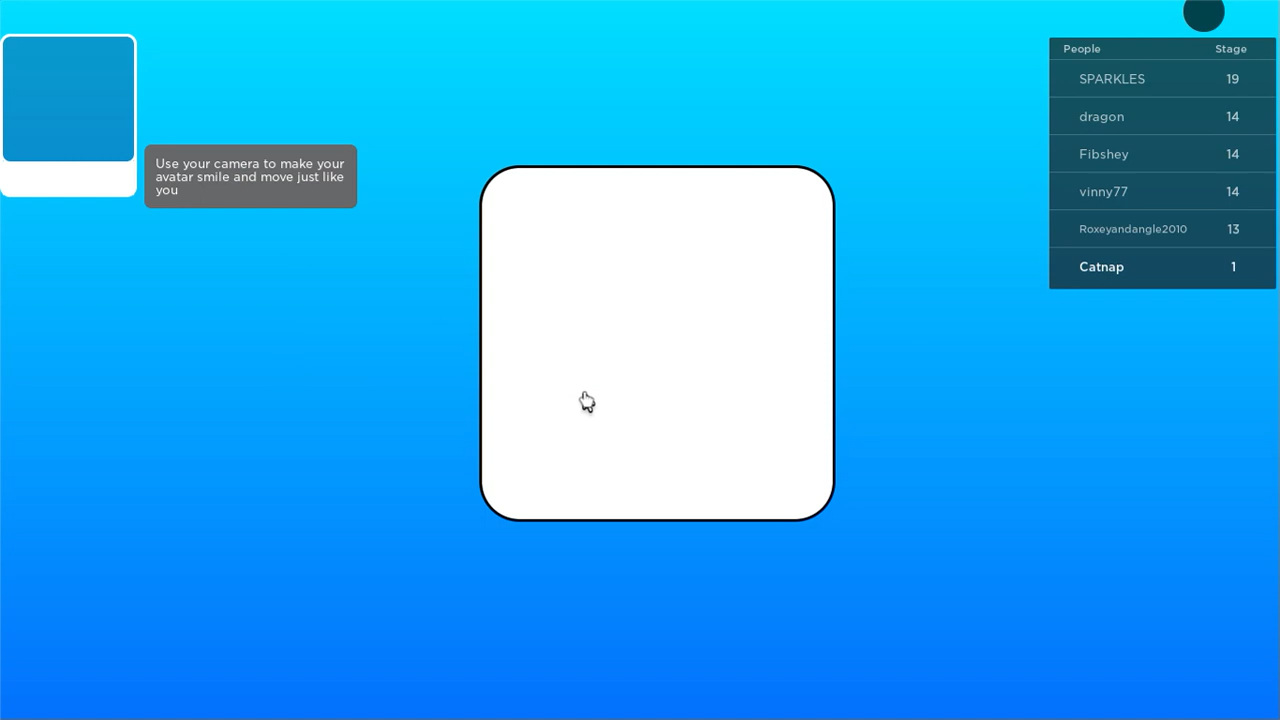 Use your camera to make your
avatar smile and move just like
you
People Stage
SPARKLES 19
dragon 14
Fibshey 14
vinny77 14
Roxeyandangle2010 13
Catnap 1